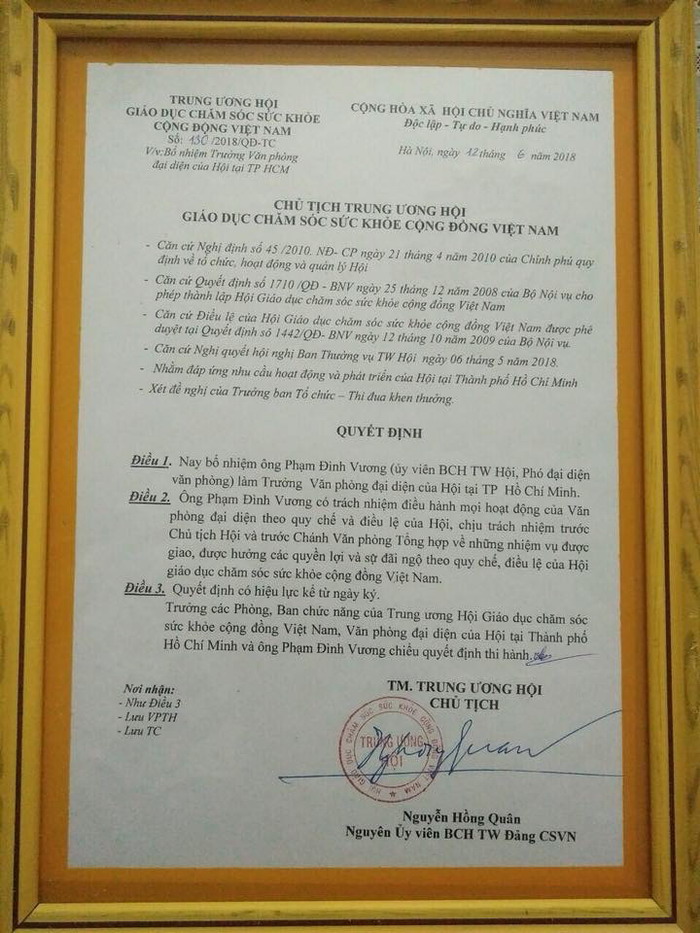 TRUNG ƯƠNG HỘI
GIÁO DỤC CHĂM SÓC SỨC KHỎE
CỘNG ĐỘNG VIỆT NAM
Số: 130/2018/QĐ-TC
V/v: Bổ nhiệm Trưởng Văn phòng
đại diện của Hội tại TP HCM
CỘNG HÒA XÃ HỘI CHỦ NGHĨA VIỆT NAM
Độc lập - Tự do - Hạnh phúc
Hà Nội, ngày 12 tháng 6 năm 2018
CHỦ TỊCH TRUNG ƯƠNG HỘI
GIÁO DỤC CHĂM SÓC SỨC KHỎE CỘNG ĐỒNG VIỆT NAM
- Căn cứ Nghị định số 45 /2010. NĐ- CP ngày 21 tháng 4 năm 2010 của Chính phủ quy
định về tổ chức, hoạt động và quản lý Hội
- Căn cứ Quyết định số 1710 /QĐ - BNV ngày 25 tháng 12 năm 2008 của Bộ Nội vụ cho
phép thành lập Hội Giáo dục chăm sóc sức khỏe cộng đồng Việt Nam
- Căn cứ Điều lệ của Hội Giáo dục chăm sóc sức khỏe cộng đồng Việt Nam được phê
duyệt tại Quyết định số 1442/QĐ- BNV ngày 12 tháng 10 năm 2009 của Bộ Nội vụ.
- Căn cứ Nghị quyết hội nghị Ban Thường vụ TW Hội ngày 06 tháng 5 năm 2018.
- Nhằm đáp ứng nhu cầu hoạt động và phát triển của Hội tại Thành phố Hồ Chí Minh
- Xét đề nghị của Trưởng ban Tổ chức – Thi đua khen thưởng.
QUYẾT ĐỊNH
Điều 1. Nay bổ nhiệm ông Phạm Đình Vương (ủy viên BCH TW Hội, Phó đại diện
văn phòng) làm Trưởng Văn phòng đại diện của Hội tại TP Hồ Chí Minh.
Điều 2. Ông Phạm Đình Vương có trách nhiệm điều hành mọi hoạt động của Văn
phòng đại diện theo quy chế và điều lệ của Hội, chịu trách nhiệm trước
Chủ tịch Hội và trước Chánh Văn phòng Tổng hợp về những nhiệm vụ được
giao, được hưởng các quyền lợi và sự đãi ngộ theo quy chế, điều lệ của Hội
giáo dục chăm sóc sức khỏe cộng đồng Việt Nam.
Điều 3. Quyết định có hiệu lực kể từ ngày ký.
Trưởng các Phòng, Ban chức năng của Trung ương Hội Giáo dục chăm sóc
sức khỏe cộng đồng Việt Nam, Văn phòng đại diện của Hội tại Thành phố
Hồ Chí Minh và ông Phạm Đình Vương chiếu quyết định thi hành.
Nơi nhận:
- Như Điều 3
- Lưu VPTH
- Lưu TC
TM. TRUNG ƯƠNG HỘI
CHỦ TỊCH
HỘI GIÁO DỤC CHĂM SÓC SỨC KHỎE CỘNG ĐỒNG VIỆT NAM
TRUNG ƯƠNG
HỘI
Nguyễn Hồng Quân
Nguyên Ủy viên BCH TW Đảng CSVN